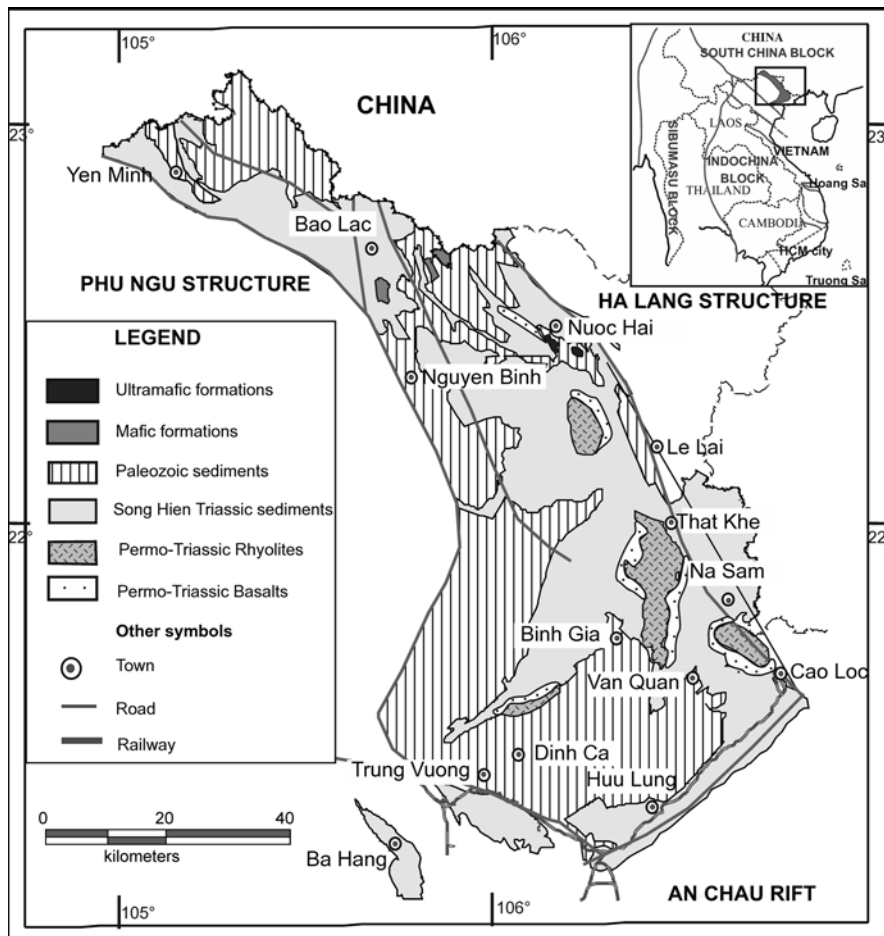 105°
106°
CHINA
SOUTH CHINA BLOCK
LAOS
VIETNAM
SIBUMASU BLOCK
INDOCHINA
BLOCK
THAILAND
Hoang Sa
CAMBODIA
HCM city
Truong Sa
23°
23°
CHINA
Yen Minh
Bao Lac
PHU NGU STRUCTURE
HA LANG STRUCTURE
Nuoc Hai
Nguyen Binh
Le Lai
22°
22°
That Khe
Na Sam
Binh Gia
Van Quan
Cao Loc
Dinh Ca
Trung Vuong
Huu Lung
Ba Hang
AN CHAU RIFT
LEGEND
Ultramafic formations
Mafic formations
Paleozoic sediments
Song Hien Triassic sediments
Permo-Triassic Rhyolites
Permo-Triassic Basalts
Other symbols
Town
Road
Railway
0 20 40
kilometers
105°
106°